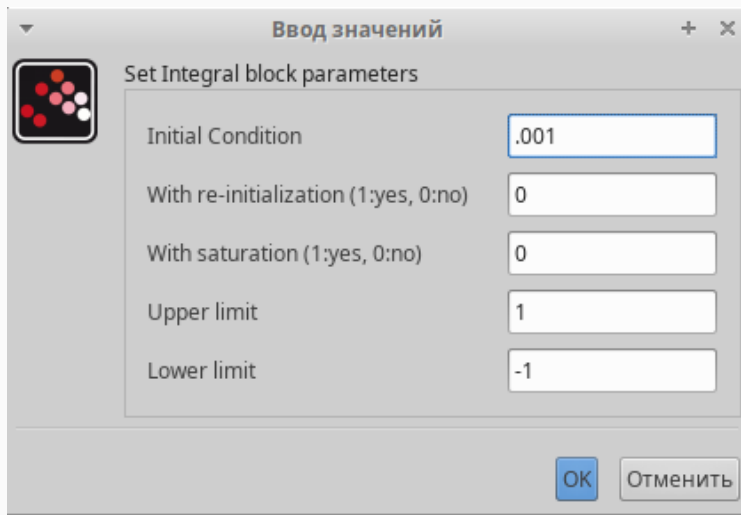 Ввод значений
Set Integral block parameters
Initial Condition .001
With re-initialization (1:yes, 0:no) 0
With saturation (1:yes, 0:no) 0
Upper limit 1
Lower limit -1
OK Отменить